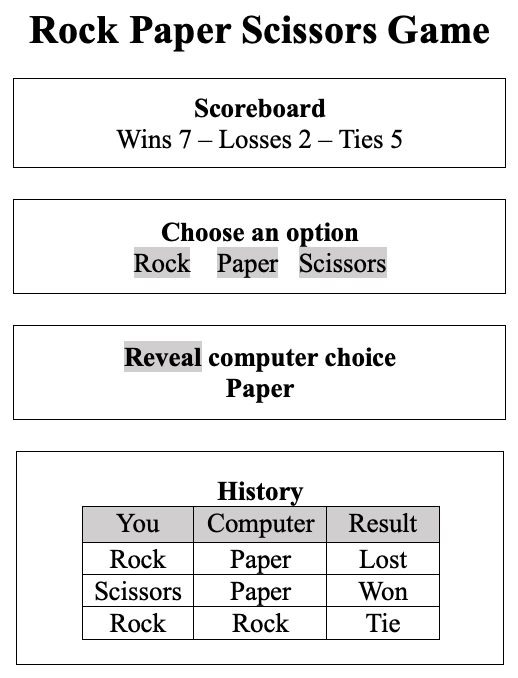 Rock Paper Scissors Game
Scoreboard
Wins 7 – Losses 2 – Ties 5
Choose an option
Rock Paper Scissors
Reveal computer choice
Paper
History
You Computer Result
Rock Paper Lost
Scissors Paper Won
Rock Rock Tie